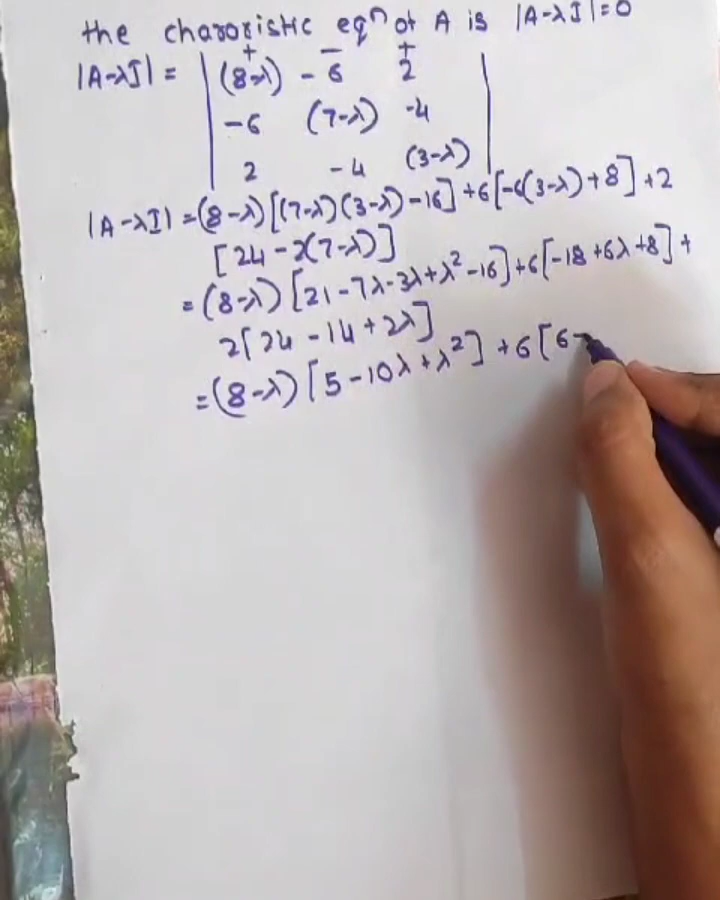 the charoristic eqⁿ of A is |A-λI|=0
+ - +
|A-λI| = | (8-λ) -6 2 |
-6 (7-λ) -4
2 -4 (3-λ)
|A-λI| = (8-λ)[(7-λ)(3-λ)-16]+6[-6(3-λ)+8]+2
[24-2(7-λ)]
= (8-λ)[21-7λ-3λ+λ²-16]+6[-18+6λ+8]+
2[24-14+2λ]
= (8-λ)[5-10λ+λ²]+6[6-